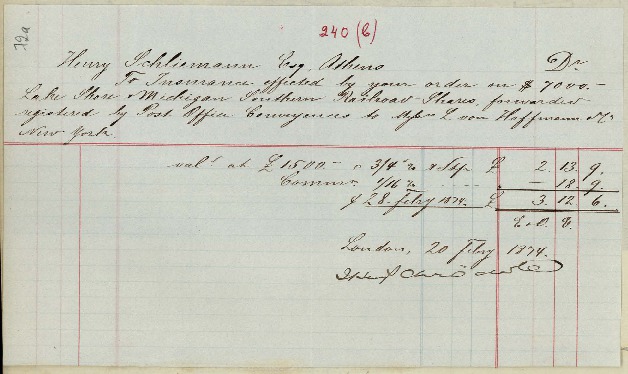 72a
240 (6)
Henry Schliemann Esq. Athens Dr
To Insurance effected by your order on $ 7000.-
Lake Shore & Michigan Southern Railroad Shares, forwarded
registered by Post Office Conveyances to Messrs L. von Hoffmann & Co
New York.
val. at £1500.- a 3/4 % & Stp £ 2. 13. 9.
Commn. 1/16 % - . 18. 9.
28 Febry 1874. £ 3. 12. 6.
E. & O. E.
London, 20 Febry 1874.